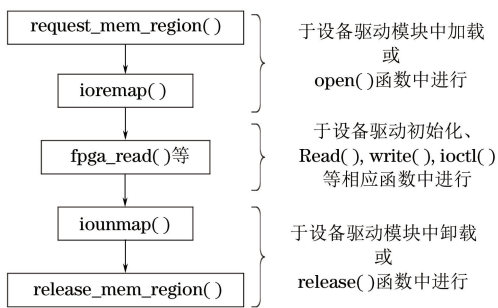 request_mem_region()
ioremap()
于设备驱动模块中加载
或
open()函数中进行
fpga_read()等
于设备驱动初始化、
Read(), write(), ioctl()
等相应函数中进行
iounmap()
release_mem_region()
于设备驱动模块中卸载
或
release()函数中进行